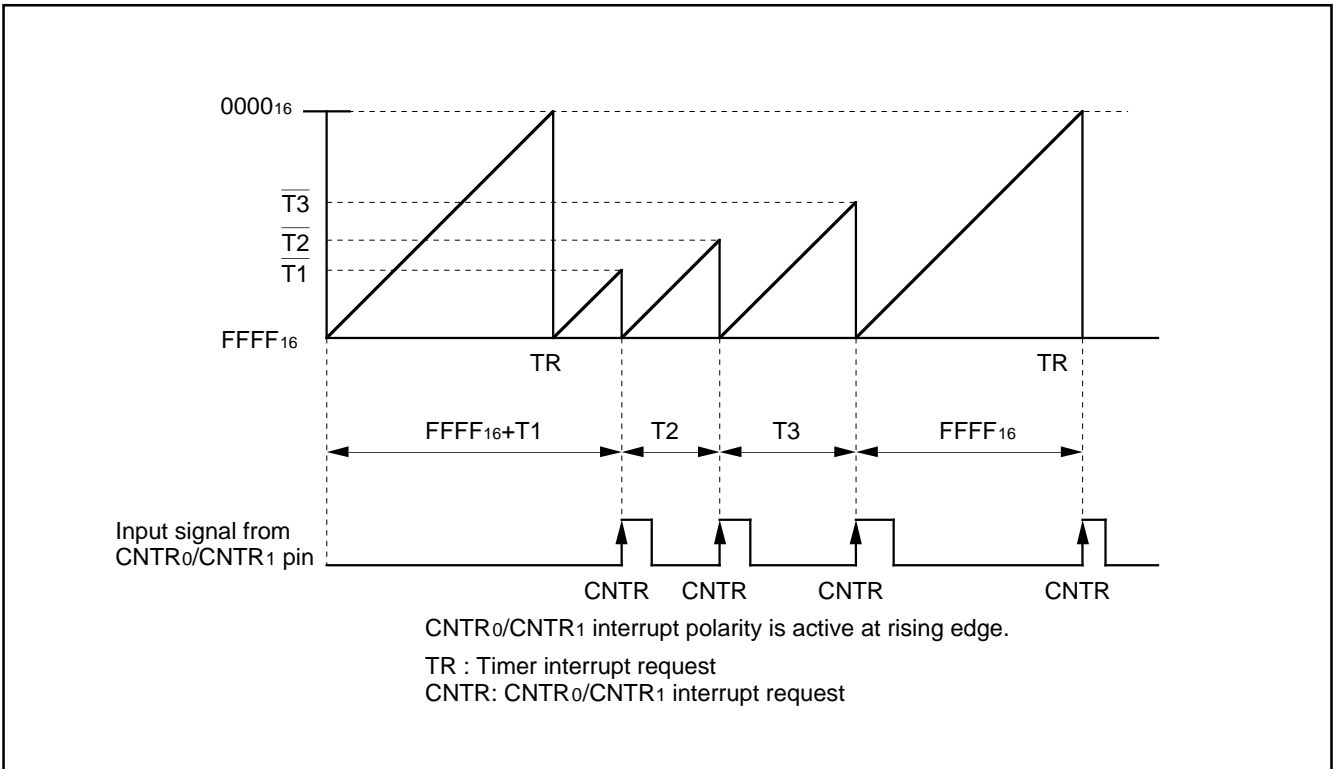 0000₁₆
T3
T2
T1
FFFF₁₆
TR TR
FFFF₁₆+T1 T2 T3 FFFF₁₆
Input signal from
CNTR₀/CNTR₁ pin
CNTR CNTR CNTR CNTR
CNTR₀/CNTR₁ interrupt polarity is active at rising edge.
TR : Timer interrupt request
CNTR: CNTR₀/CNTR₁ interrupt request